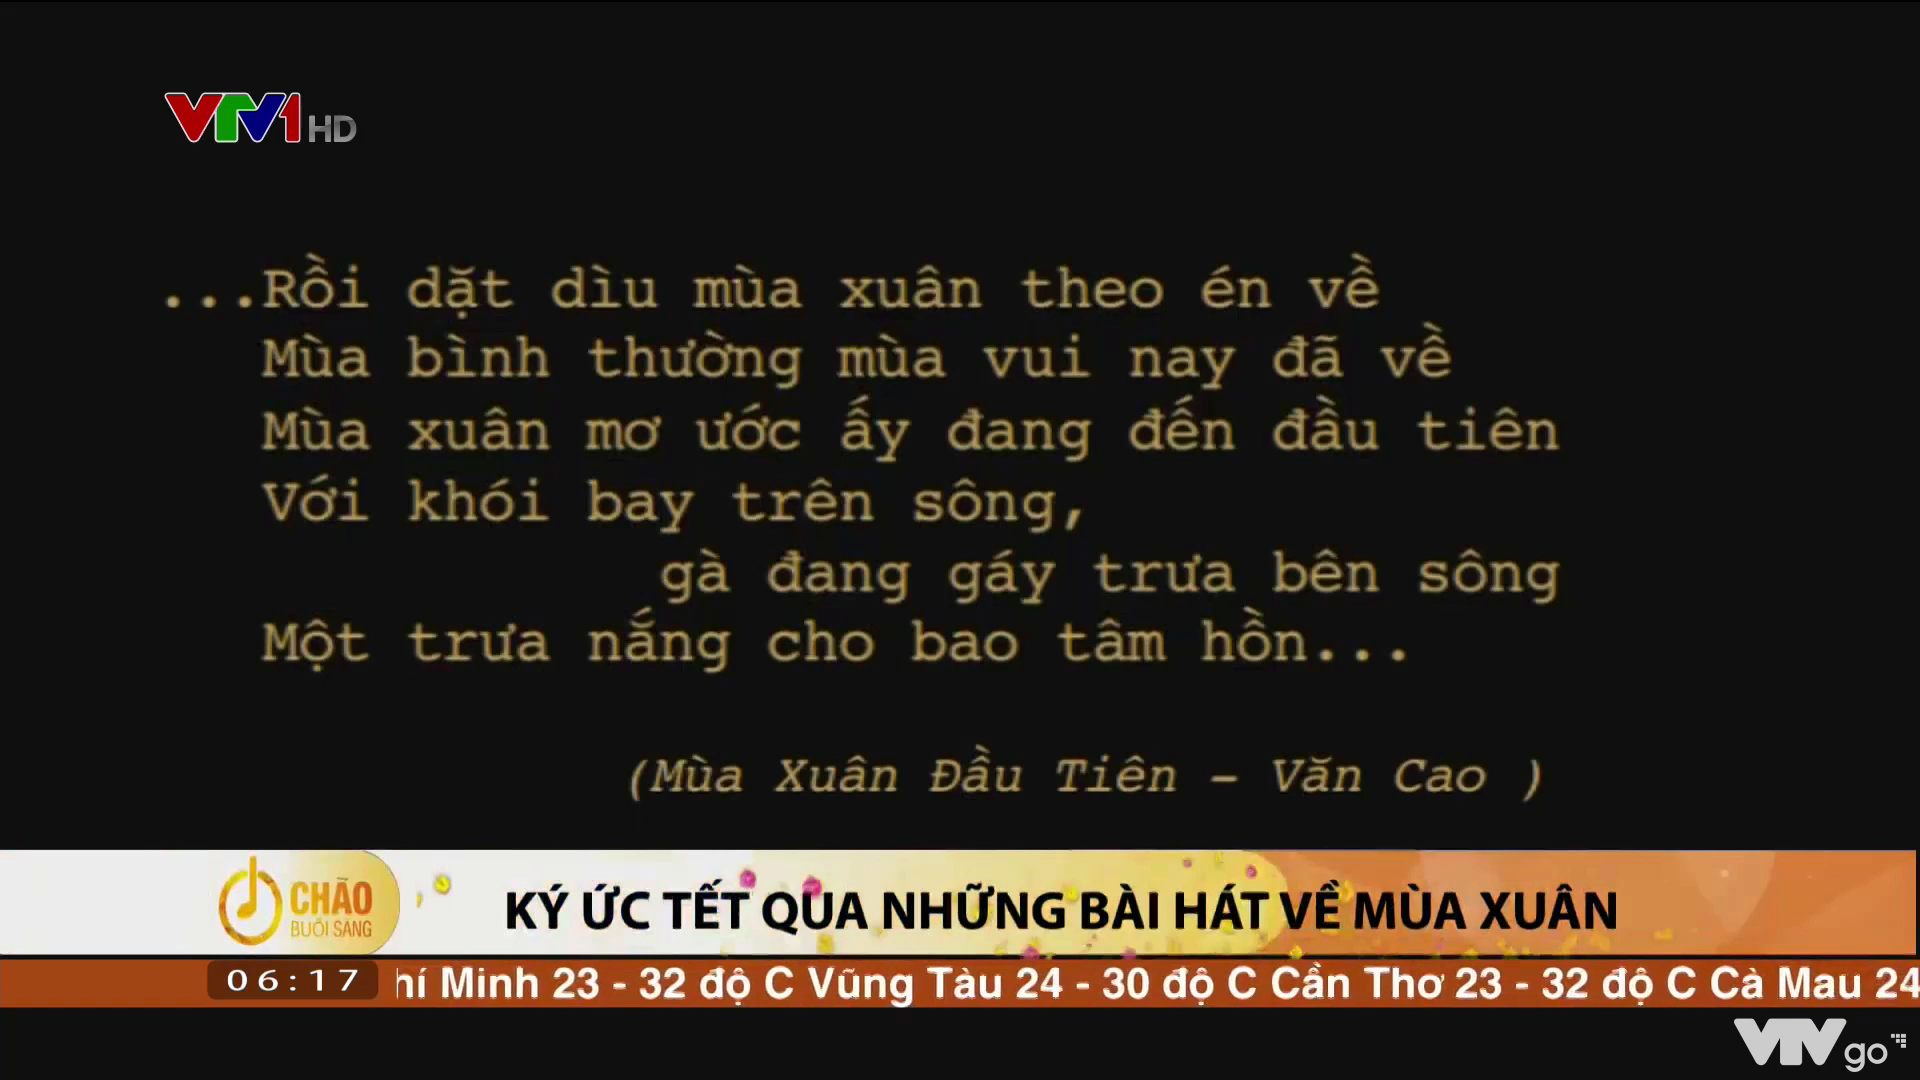 VTV1 HD
...Rồi dặt dìu mùa xuân theo én về
Mùa bình thường mùa vui nay đã về
Mùa xuân mơ ước ấy đang đến đầu tiên
Với khói bay trên sông,
gà đang gáy trưa bên sông
Một trưa nắng cho bao tâm hồn...
(Mùa Xuân Đầu Tiên – Văn Cao )
CHÀO
BUỔI SÁNG
KÝ ỨC TẾT QUA NHỮNG BÀI HÁT VỀ MÙA XUÂN
06:17 hí Minh 23 - 32 độ C Vũng Tàu 24 - 30 độ C Cần Thơ 23 - 32 độ C Cà Mau 24
VTV go